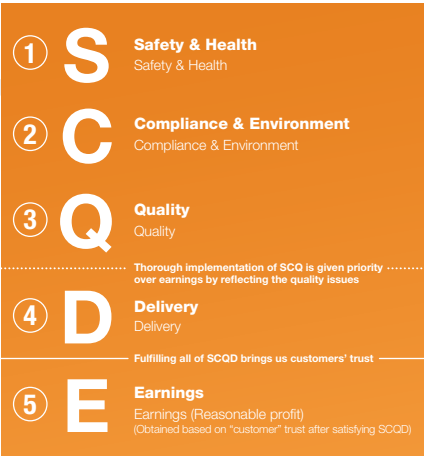 1
S
Safety & Health
Safety & Health
2
C
Compliance & Environment
Compliance & Environment
3
Q
Quality
Quality
Thorough implementation of SCQ is given priority
over earnings by reflecting the quality issues
4
D
Delivery
Delivery
Fulfilling all of SCQD brings us customers' trust
5
E
Earnings
Earnings (Reasonable profit)
(Obtained based on "customer" trust after satisfying SCQD)